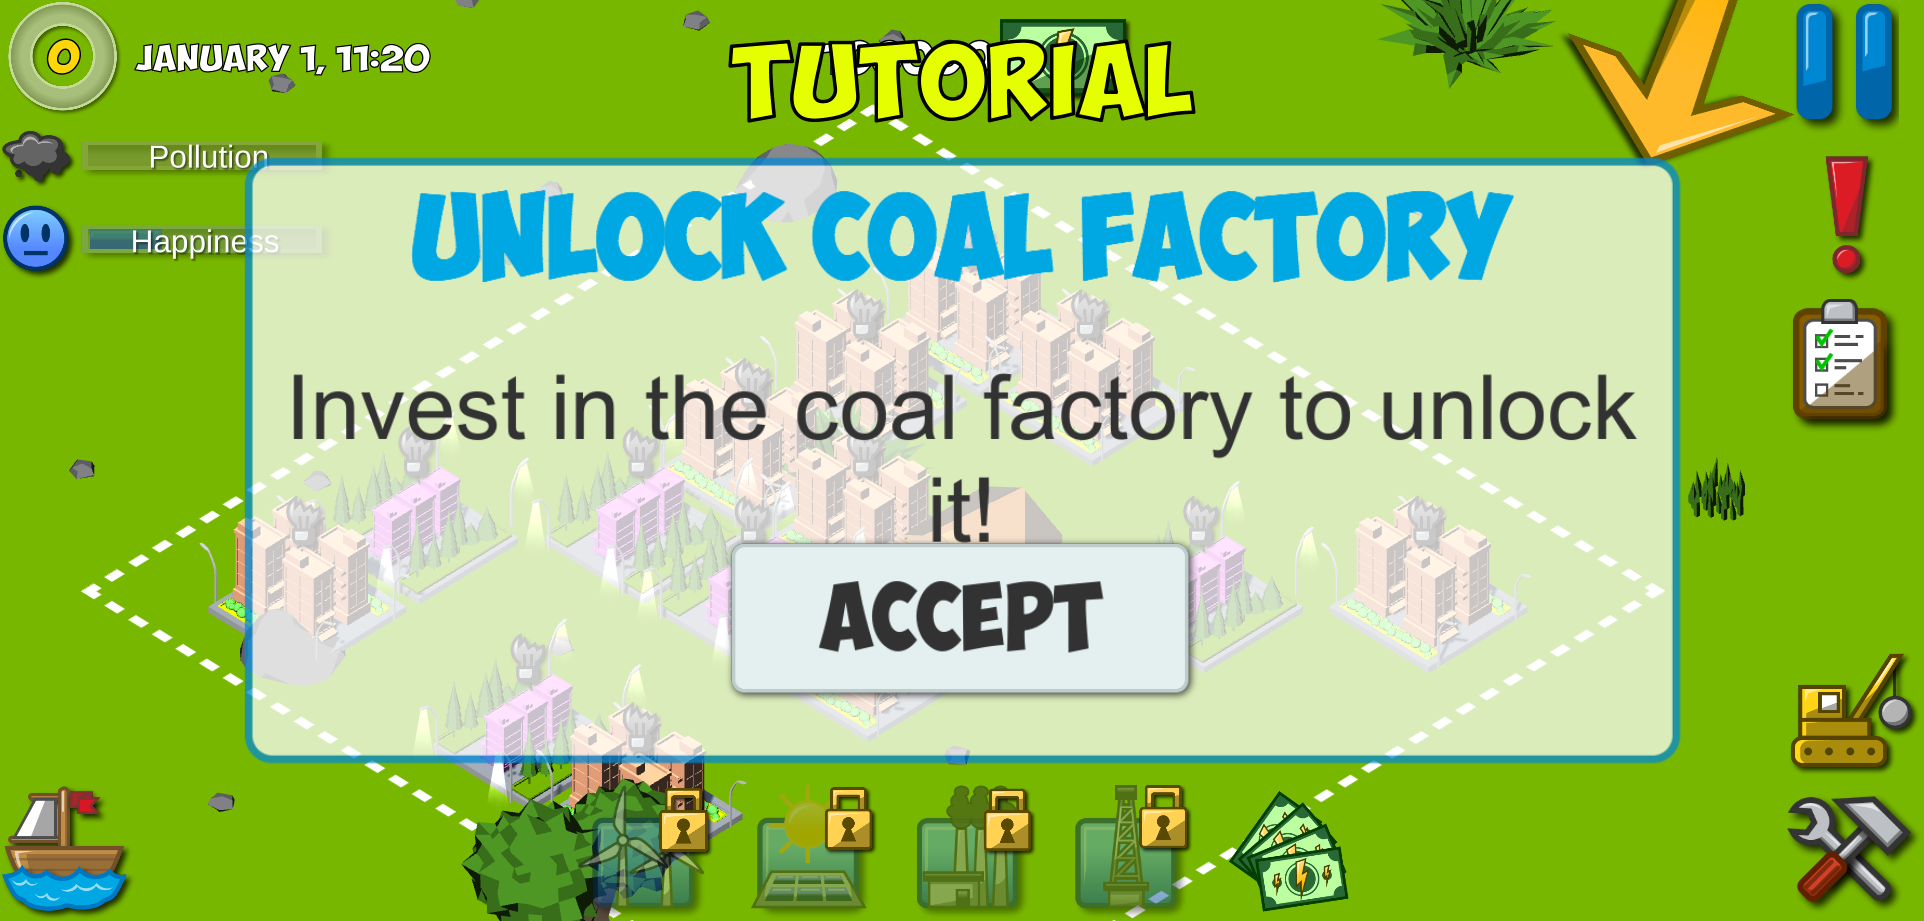 0
JANUARY 1, 11:20
TUTORIAL
Pollution
Happiness
UNLOCK COAL FACTORY
Invest in the coal factory to unlock
it!
ACCEPT